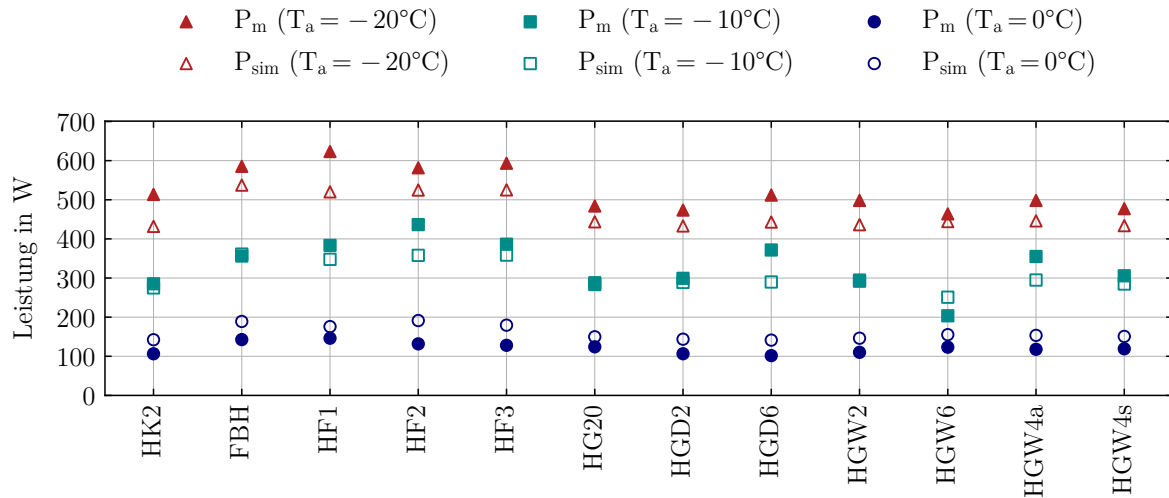 P_m (T_a = −20°C) P_m (T_a = −10°C) P_m (T_a = 0°C)
P_sim (T_a = −20°C) P_sim (T_a = −10°C) P_sim (T_a = 0°C)
Leistung in W
700
600
500
400
300
200
100
0
HK2 FBH HF1 HF2 HF3 HG20 HGD2 HGD6 HGW2 HGW6 HGW4a HGW4s